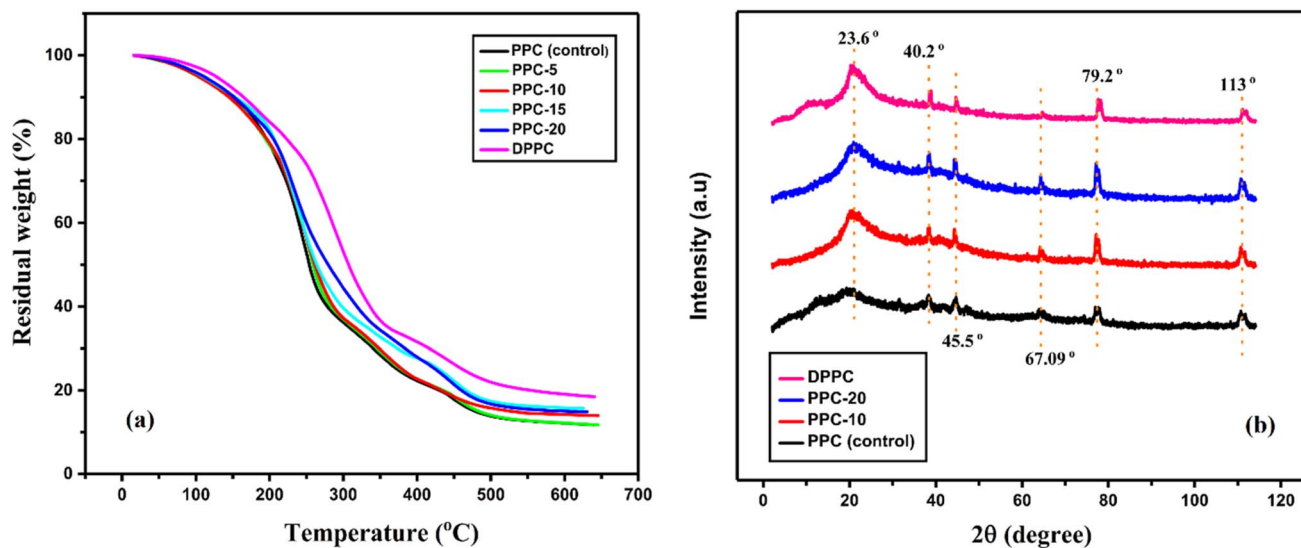 100
80
60
40
20
0
Residual weight (%)
PPC (control)
PPC-5
PPC-10
PPC-15
PPC-20
DPPC
(a)
0 100 200 300 400 500 600 700
Temperature (°C)
Intensity (a.u)
23.6 °
40.2 °
79.2 °
113 °
45.5 °
67.09 °
DPPC
PPC-20
PPC-10
PPC (control)
(b)
0 20 40 60 80 100 120
2θ (degree)